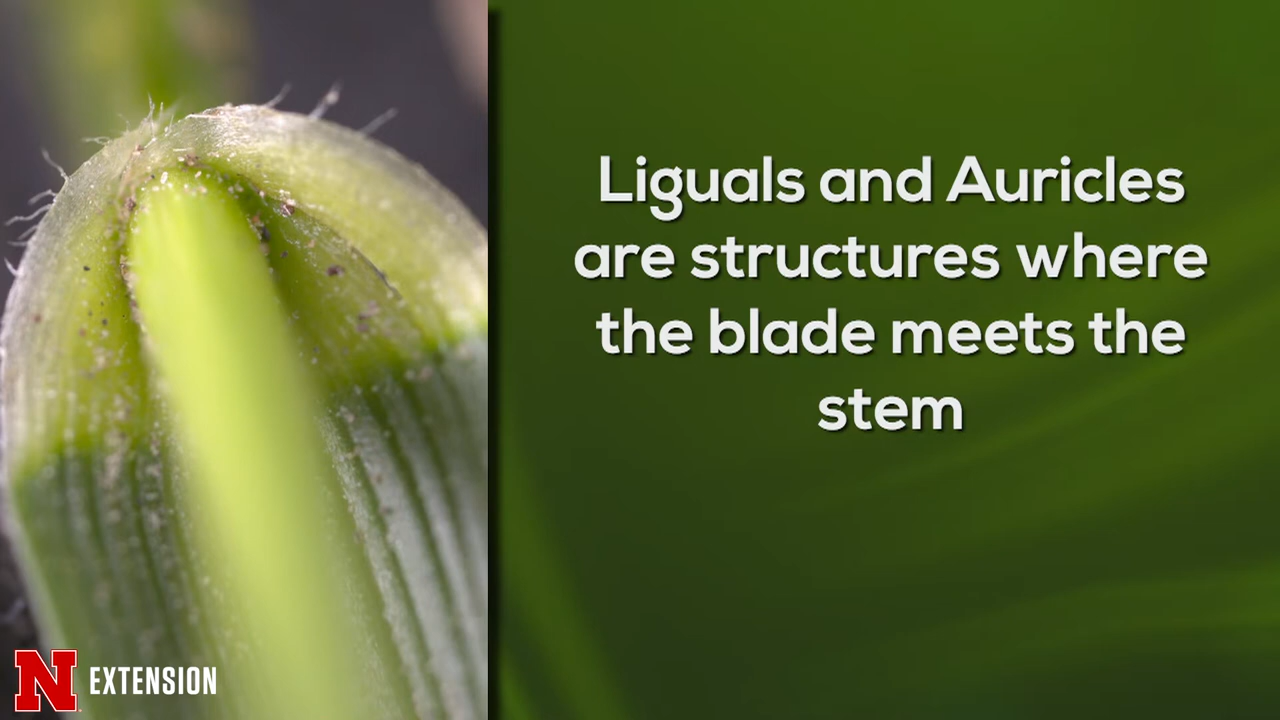 Liguals and Auricles
are structures where
the blade meets the
stem
N EXTENSION